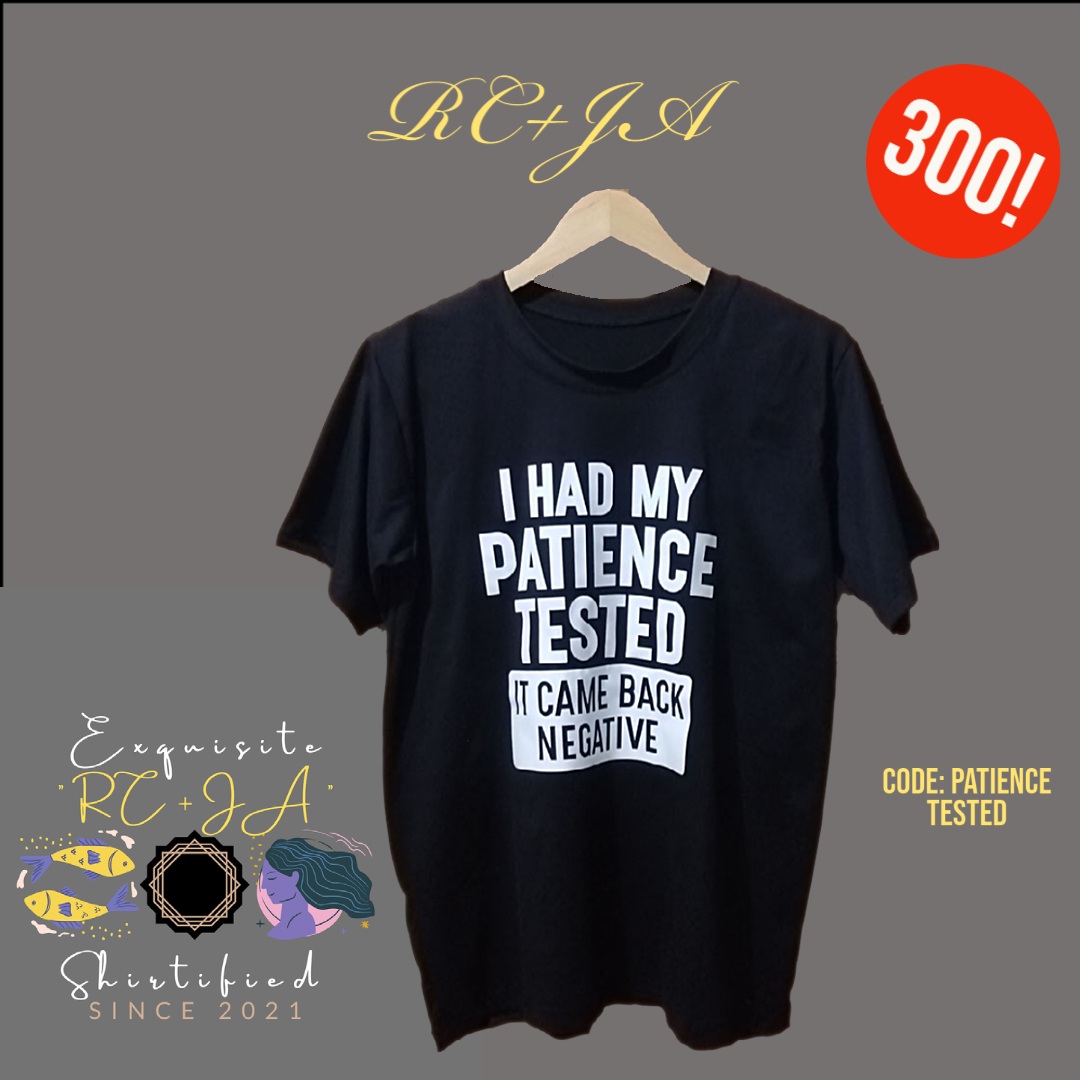 RC+JA
300!
I HAD MY
PATIENCE
TESTED
IT CAME BACK
NEGATIVE
CODE: PATIENCE
TESTED
Exquisite
"RC+JA"
Shirtified
SINCE 2021